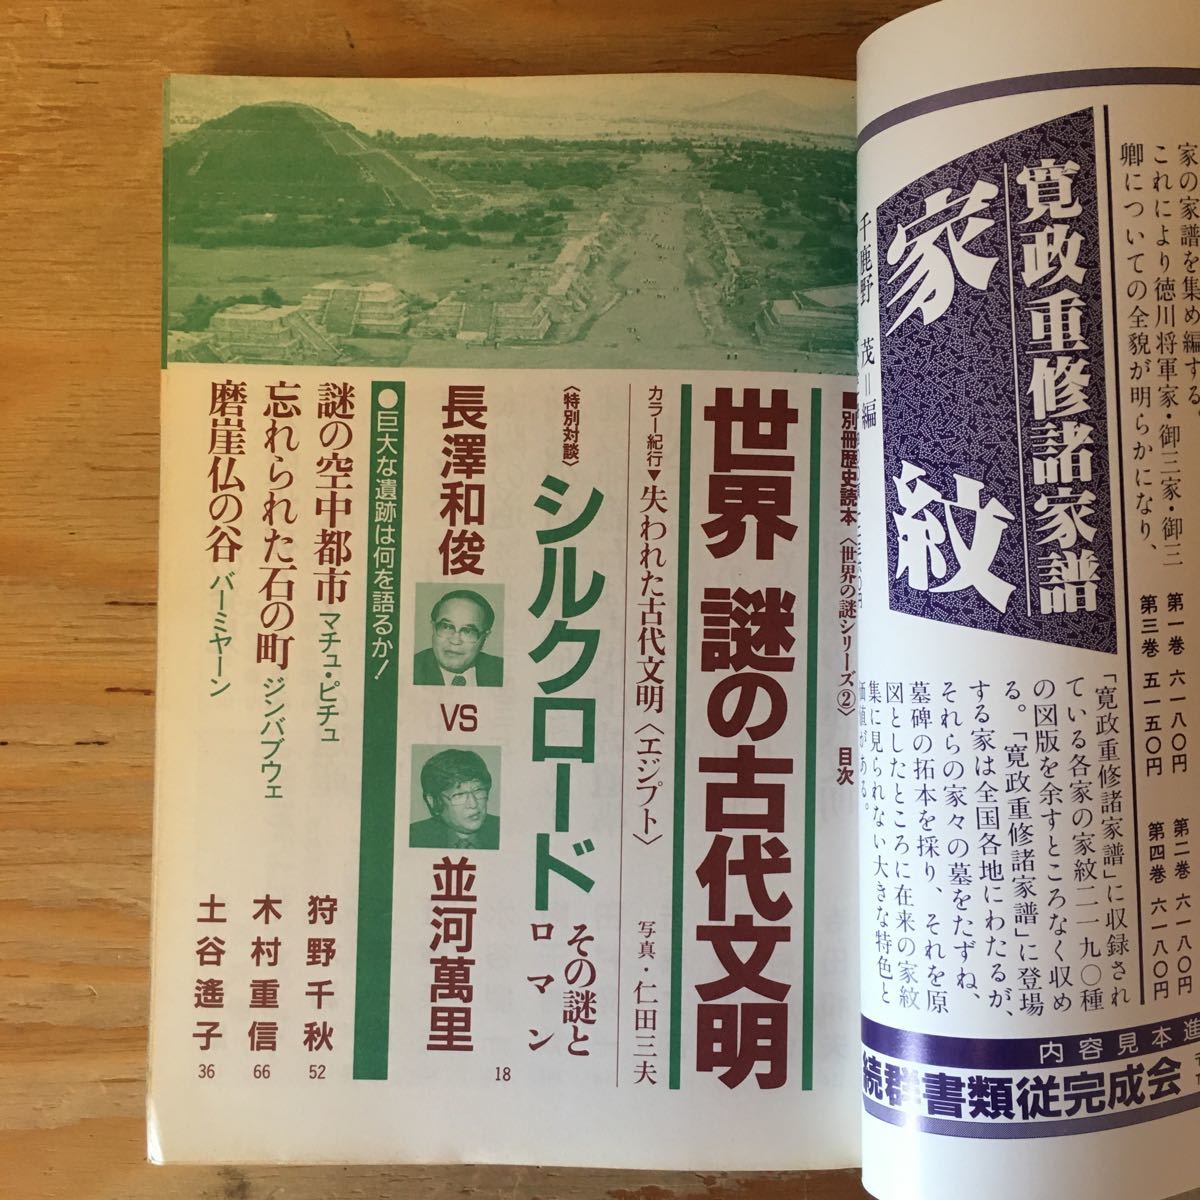 家の家譜を集め編する
これにより徳川将軍家・御三家・御三
卿についての全貌が明らかになり、
寛政重修諸家譜
家紋
千鹿野 茂＝編
第一巻 六一八〇円
第三巻 五一五〇円
第二巻 六一八〇円
第四巻 六一八〇円
「寛政重修諸家譜」に収録され
ている各家の家紋二一九〇種
の図版を余すところなく収め
る。「寛政重修諸家譜」に登場
する家は全国各地にわたるが、
それらの家々の墓をたずね、
墓碑の拓本を採り、それを原
図としたところに在来の家紋
集に見られない大きな特色と
価値がある。
内容見本進
続群書類従完成会
■別冊歴史読本〈世界の謎シリーズ②〉 目次
世界 謎の古代文明
カラー紀行▼失われた古代文明〈エジプト〉 写真・仁田三夫
〈特別対談〉 シルクロード その謎とロマン
長澤和俊 VS 並河萬里 18
●巨大な遺跡は何を語るか！
謎の空中都市 マチュ・ピチュ 狩野千秋 52
忘れられた石の町 ジンバブウェ 木村重信 66
磨崖仏の谷 バーミヤーン 土谷遙子 36